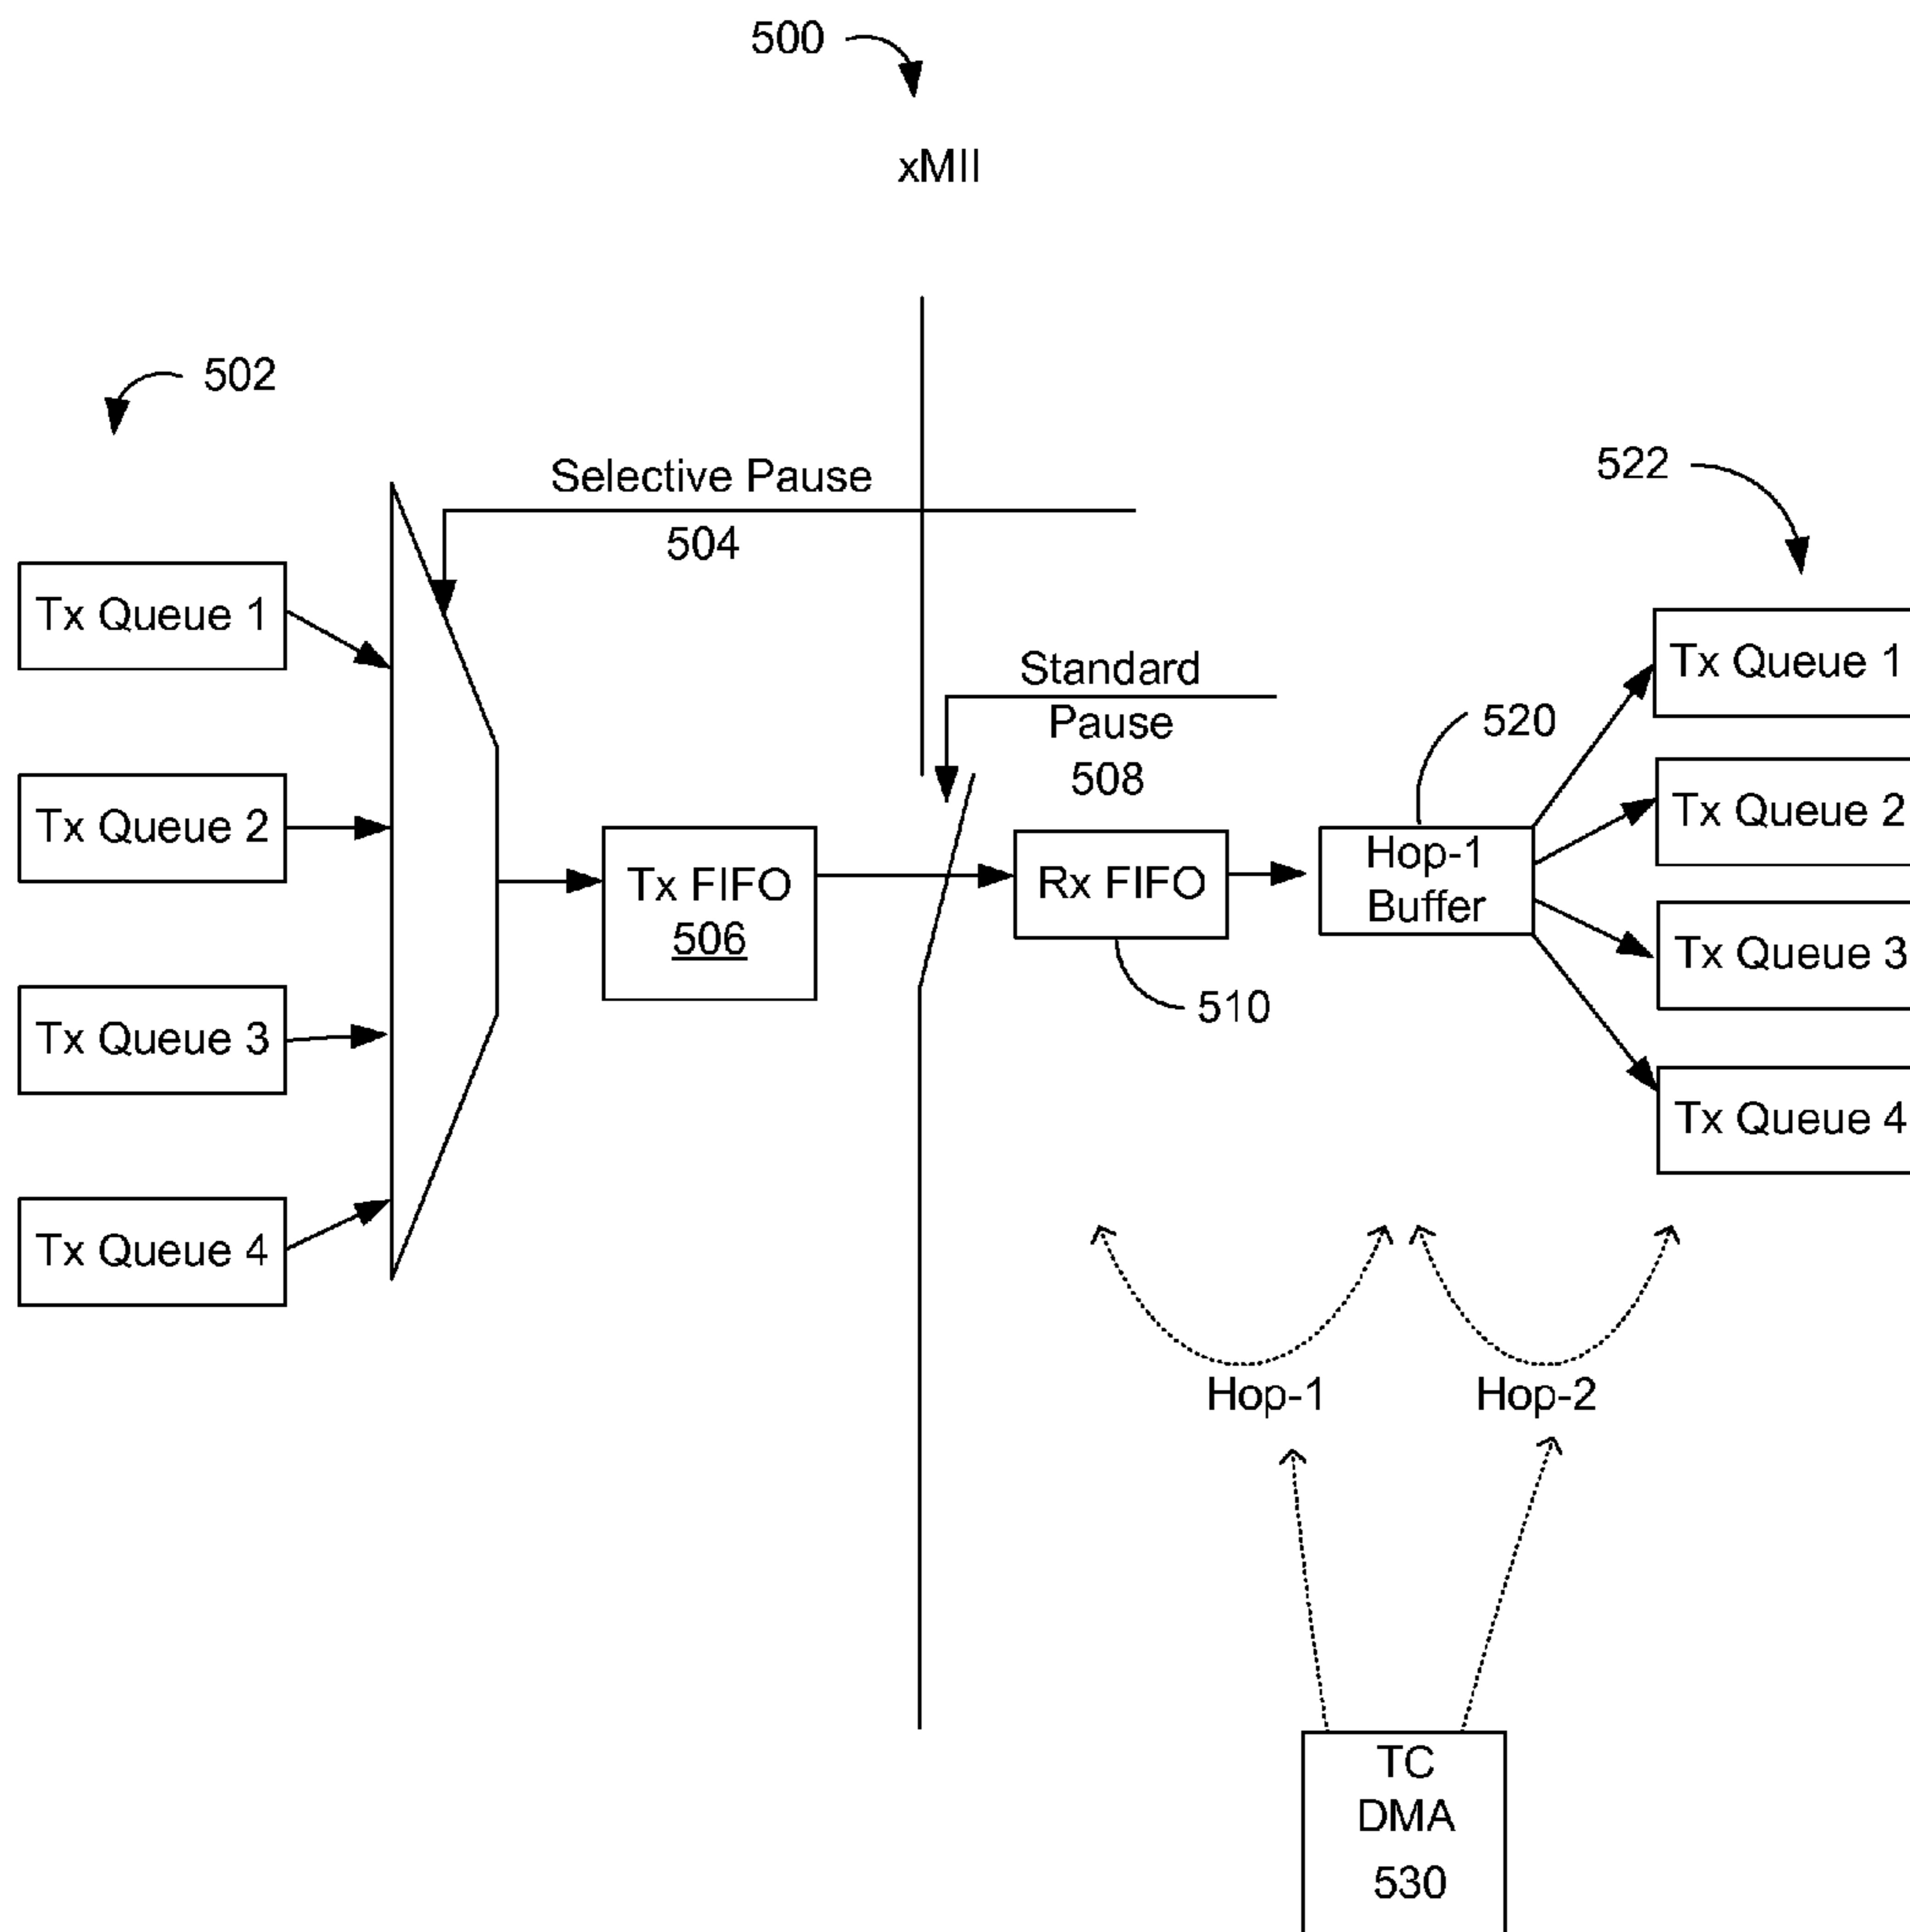 500
xMII
502
Selective Pause
504
522
Tx Queue 1
Tx Queue 2
Tx Queue 3
Tx Queue 4
Tx FIFO
506
Standard
Pause
508
Rx FIFO
510
520
Hop-1
Buffer
Tx Queue 1
Tx Queue 2
Tx Queue 3
Tx Queue 4
Hop-1
Hop-2
TC
DMA
530